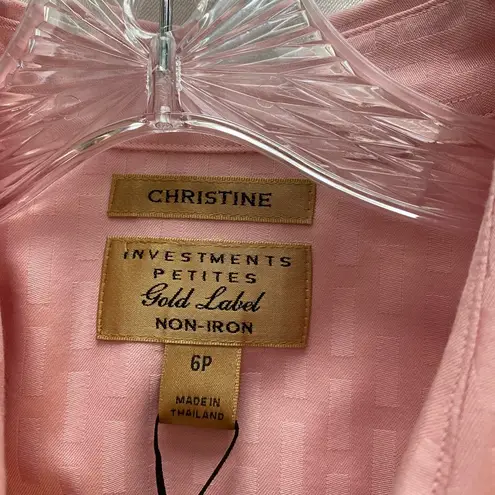 CHRISTINE
INVESTMENTS
PETITES
Gold Label
NON-IRON
6P
MADE IN
THAILAND